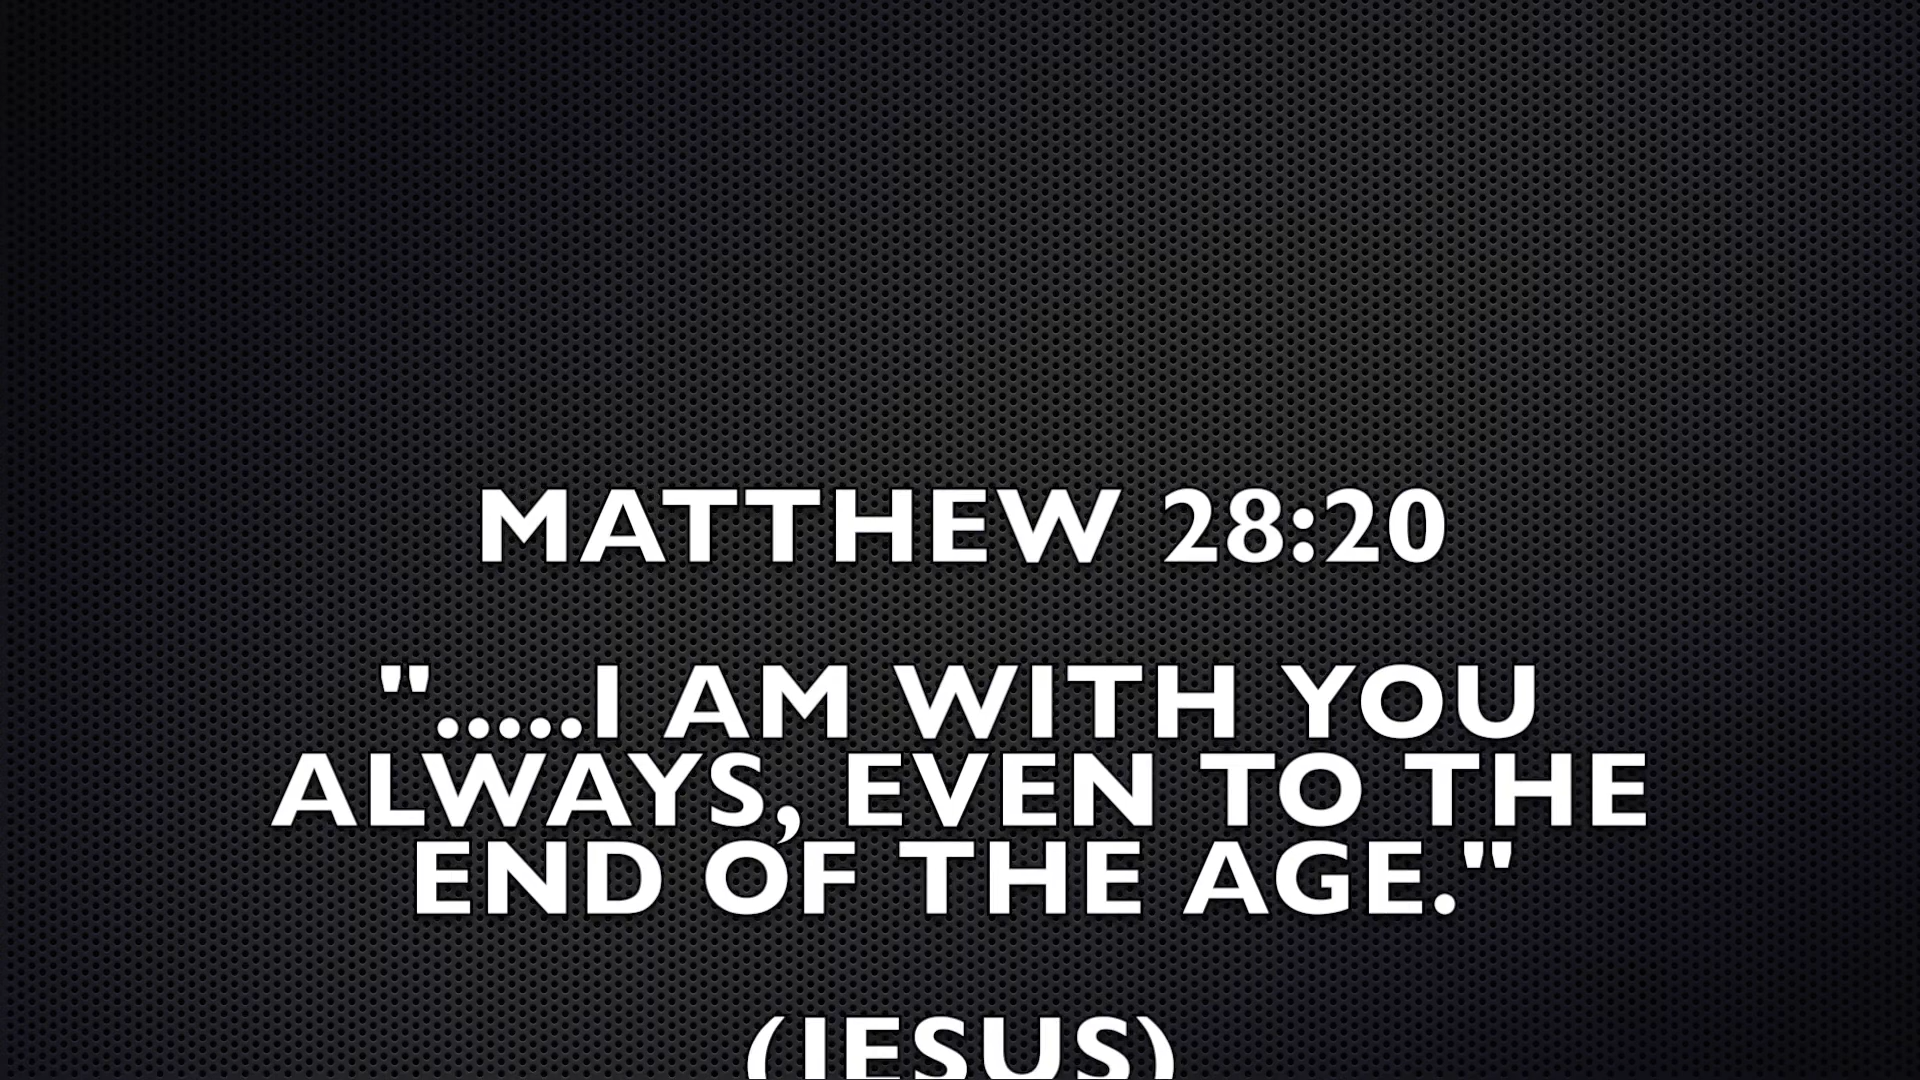 MATTHEW 28:20
".....I AM WITH YOU
ALWAYS, EVEN TO THE
END OF THE AGE."
(JESUS)